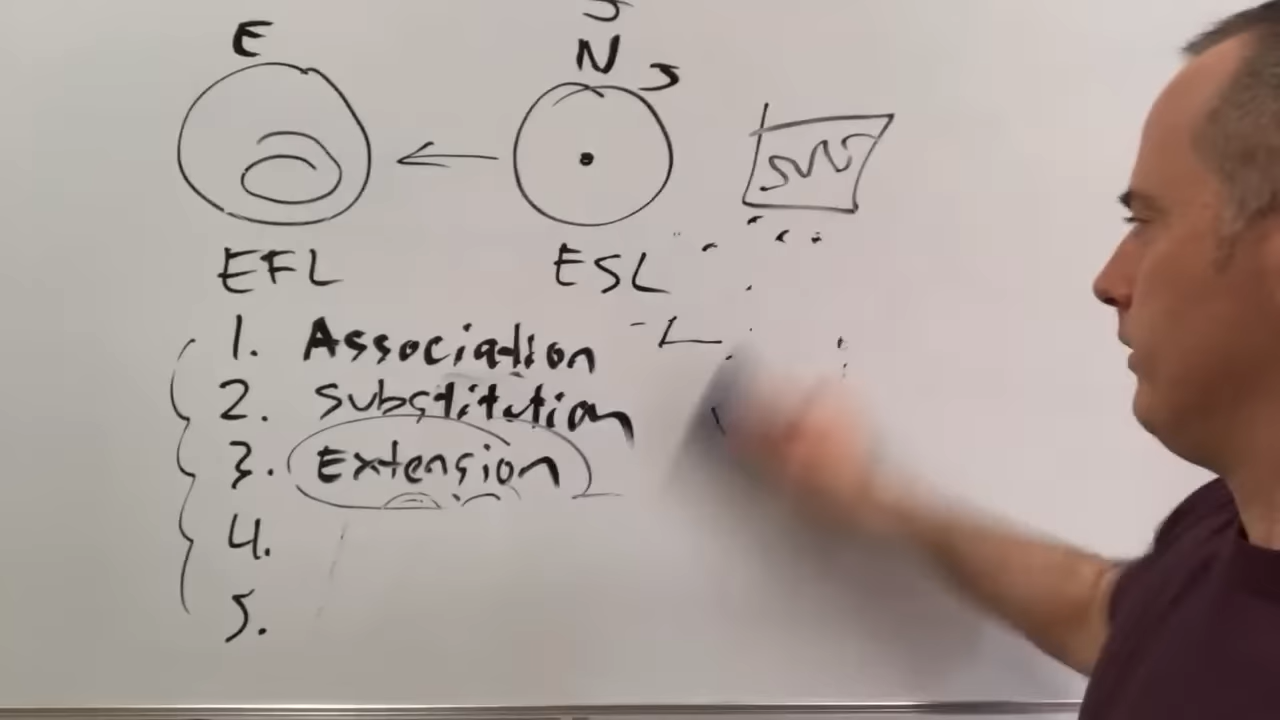 E
N
EFL
ESL
1. Association
2. Substitution
3. Extension
4.
5.